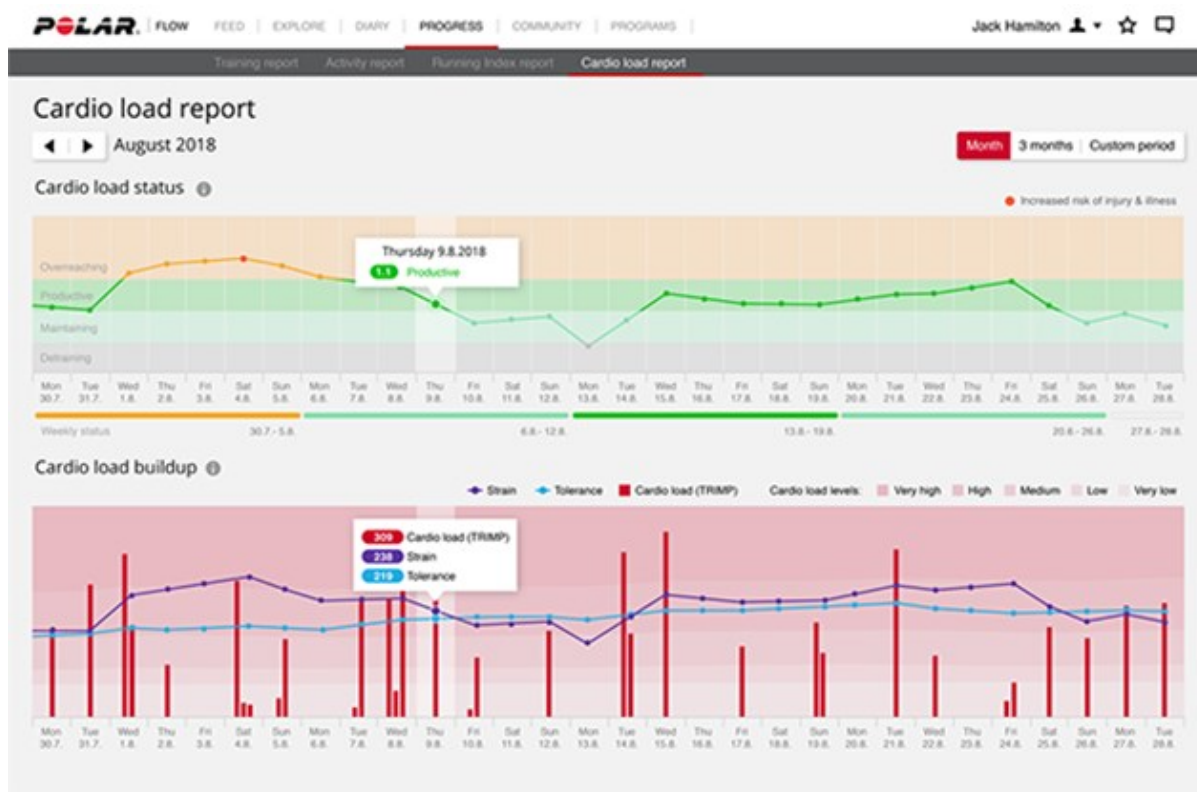 POLAR. FLOW FEED EXPLORE DIARY PROGRESS COMMUNITY PROGRAMS Jack Hamilton
Training report Activity report Running Index report Cardio load report
Cardio load report
August 2018 Month 3 months Custom period
Cardio load status
Increased risk of injury & illness
Thursday 9.8.2018
1.1 Productive
Overreaching
Productive
Maintaining
Detraining
Mon Tue Wed Thu Fri Sat Sun Mon Tue Wed Thu Fri Sat Sun Mon Tue Wed Thu Fri Sat Sun Mon Tue Wed Thu Fri Sat Sun Mon Tue
30.7. 31.7. 1.8. 2.8. 3.8. 4.8. 5.8. 6.8. 7.8. 8.8. 9.8. 10.8. 11.8. 12.8. 13.8. 14.8. 15.8. 16.8. 17.8. 18.8. 19.8. 20.8. 21.8. 22.8. 23.8. 24.8. 25.8. 26.8. 27.8. 28.8.
Weekly status 30.7.- 5.8. 6.8.- 12.8. 13.8.- 19.8. 20.8.- 26.8. 27.8.- 28.8.
Cardio load buildup
Strain Tolerance Cardio load (TRIMP) Cardio load levels: Very high High Medium Low Very low
309 Cardio load (TRIMP)
238 Strain
219 Tolerance
Mon Tue Wed Thu Fri Sat Sun Mon Tue Wed Thu Fri Sat Sun Mon Tue Wed Thu Fri Sat Sun Mon Tue Wed Thu Fri Sat Sun Mon Tue
30.7. 31.7. 1.8. 2.8. 3.8. 4.8. 5.8. 6.8. 7.8. 8.8. 9.8. 10.8. 11.8. 12.8. 13.8. 14.8. 15.8. 16.8. 17.8. 18.8. 19.8. 20.8. 21.8. 22.8. 23.8. 24.8. 25.8. 26.8. 27.8. 28.8.